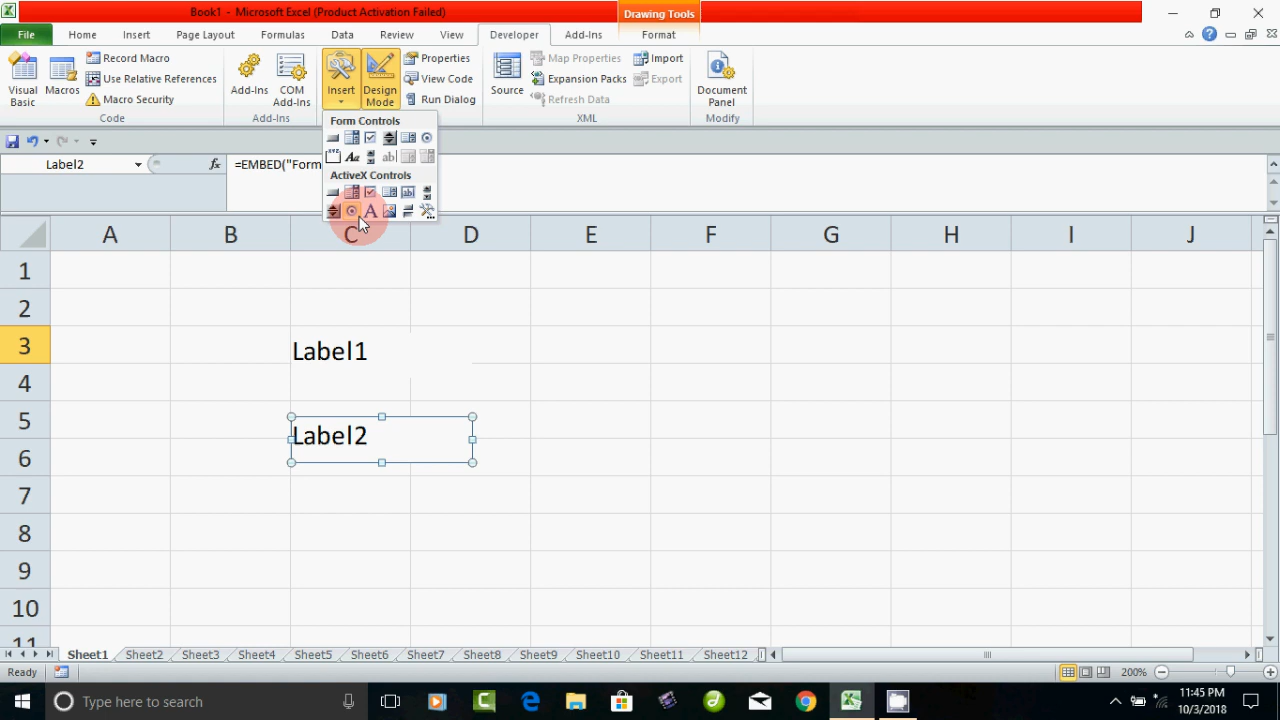 Book1 - Microsoft Excel (Product Activation Failed)
Drawing Tools
File Home Insert Page Layout Formulas Data Review View Developer Add-Ins Format
Visual Basic
Macros
Record Macro
Use Relative References
Macro Security
Code
Add-Ins
COM Add-Ins
Add-Ins
Insert
Design Mode
Properties
View Code
Run Dialog
Source
Map Properties
Expansion Packs
Refresh Data
Import
Export
XML
Document Panel
Modify
Form Controls
Aa
ab
ActiveX Controls
ab
A
Label2
fx
=EMBED("Form
A B C D E F G H I J
1
2
3
4
5
6
7
8
9
10
11
Label1
Label2
Sheet1 Sheet2 Sheet3 Sheet4 Sheet5 Sheet6 Sheet7 Sheet8 Sheet9 Sheet10 Sheet11 Sheet12
Ready
200%
Type here to search
11:45 PM
10/3/2018